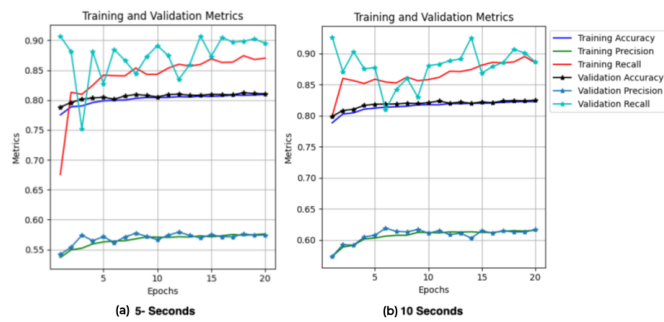 Training and Validation Metrics
Metrics
0.90
0.85
0.80
0.75
0.70
0.65
0.60
0.55
5
10
15
20
Epochs
(a) 5- Seconds
Training and Validation Metrics
Metrics
0.90
0.85
0.80
0.75
0.70
0.65
0.60
5
10
15
20
Epochs
(b) 10 Seconds
Training Accuracy
Training Precision
Training Recall
Validation Accuracy
Validation Precision
Validation Recall